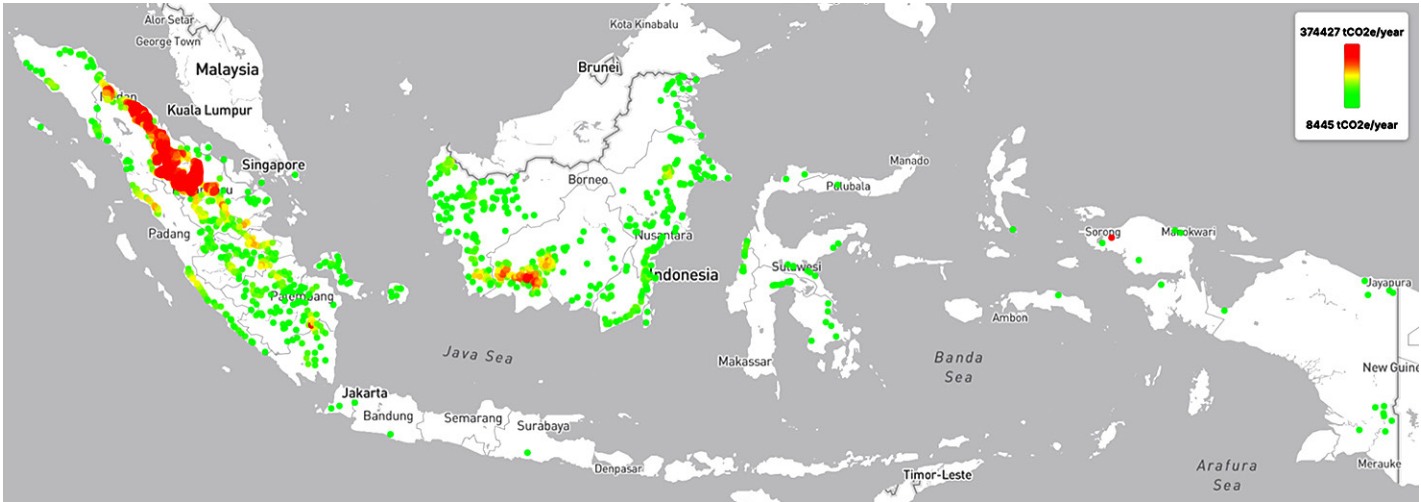 Alor Setar
George Town
Malaysia
Kuala Lumpur
Singapore
Padang
Palembang
Kota Kinabalu
Brunei
Borneo
Nusantara
Indonesia
Manado
Palubala
Sulawesi
Makassar
Java Sea
Jakarta
Bandung
Semarang
Surabaya
Denpasar
Banda
Sea
Ambon
Sorong
Manokwari
Jayapura
New Guine
Merauke
Arafura
Sea
Timor-Leste
374427 tCO2e/year
8445 tCO2e/year